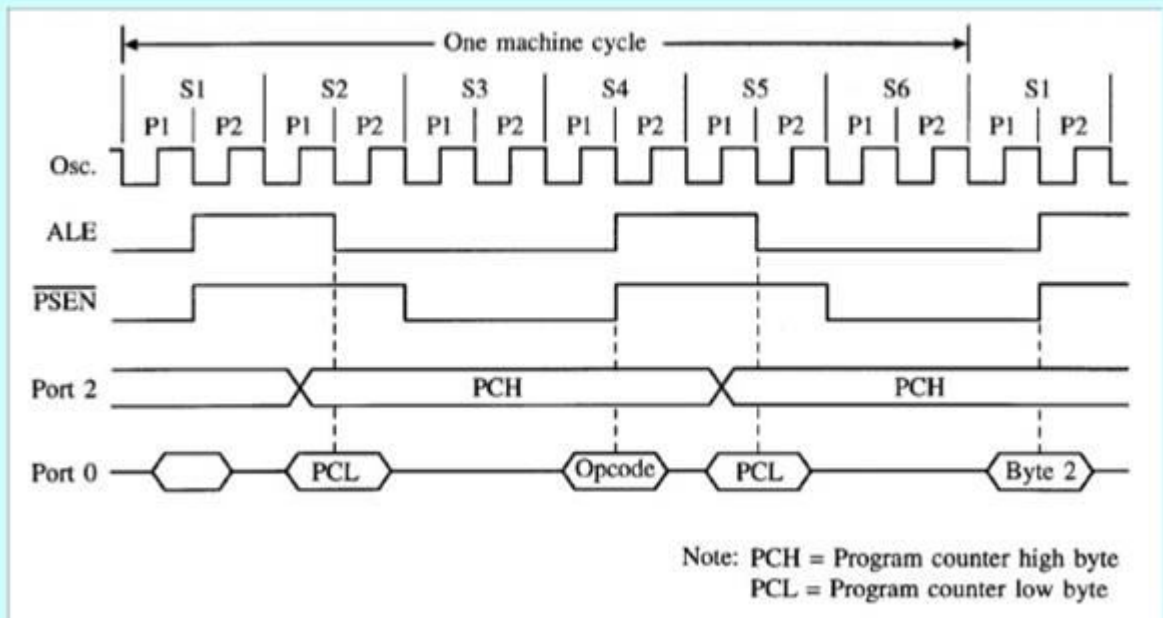 One machine cycle
S1 S2 S3 S4 S5 S6 S1
P1 P2 P1 P2 P1 P2 P1 P2 P1 P2 P1 P2 P1 P2
Osc.
ALE
PSEN
Port 2 PCH PCH
Port 0 PCL Opcode PCL Byte 2
Note: PCH = Program counter high byte
PCL = Program counter low byte